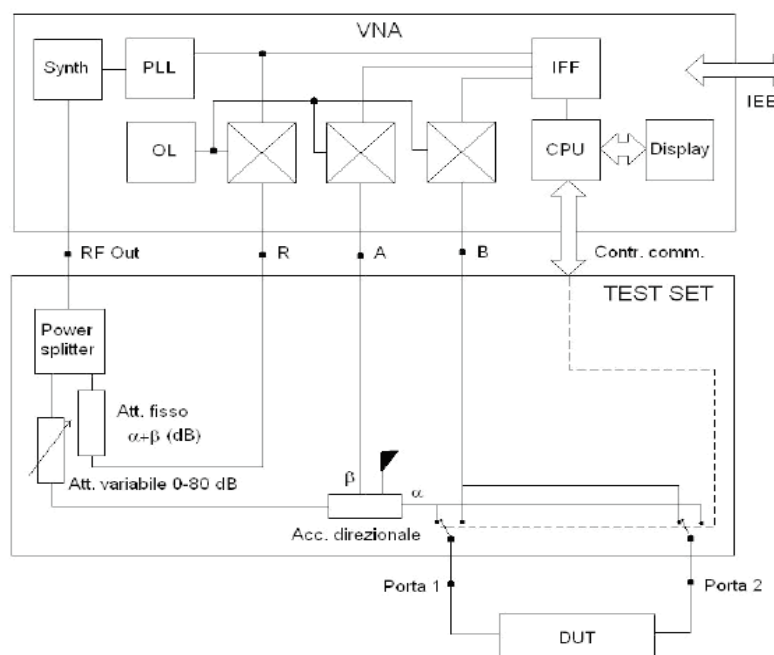 VNA
Synth
PLL
IFF
OL
CPU
Display
RF Out
R
A
B
Contr. comm.
TEST SET
Power
splitter
Att. fisso
α+β (dB)
Att. variabile 0-80 dB
β
α
Acc. direzionale
Porta 1
Porta 2
DUT